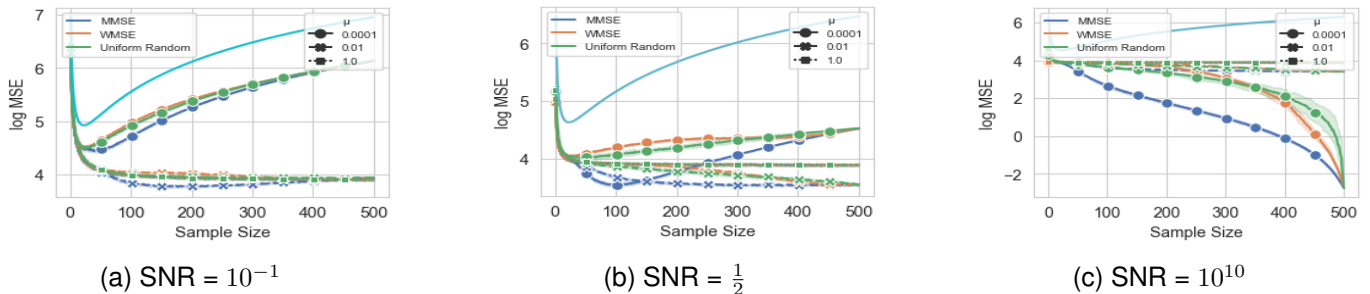 7
6
5
4
log MSE
MMSE
WMSE
Uniform Random
μ
0.0001
0.01
1.0
0 100 200 300 400 500
Sample Size
(a) SNR = 10⁻¹
6
5
4
log MSE
MMSE
WMSE
Uniform Random
μ
0.0001
0.01
1.0
0 100 200 300 400 500
Sample Size
(b) SNR = 1/2
6
4
2
0
−2
log MSE
MMSE
WMSE
Uniform Random
μ
0.0001
0.01
1.0
0 100 200 300 400 500
Sample Size
(c) SNR = 10¹⁰